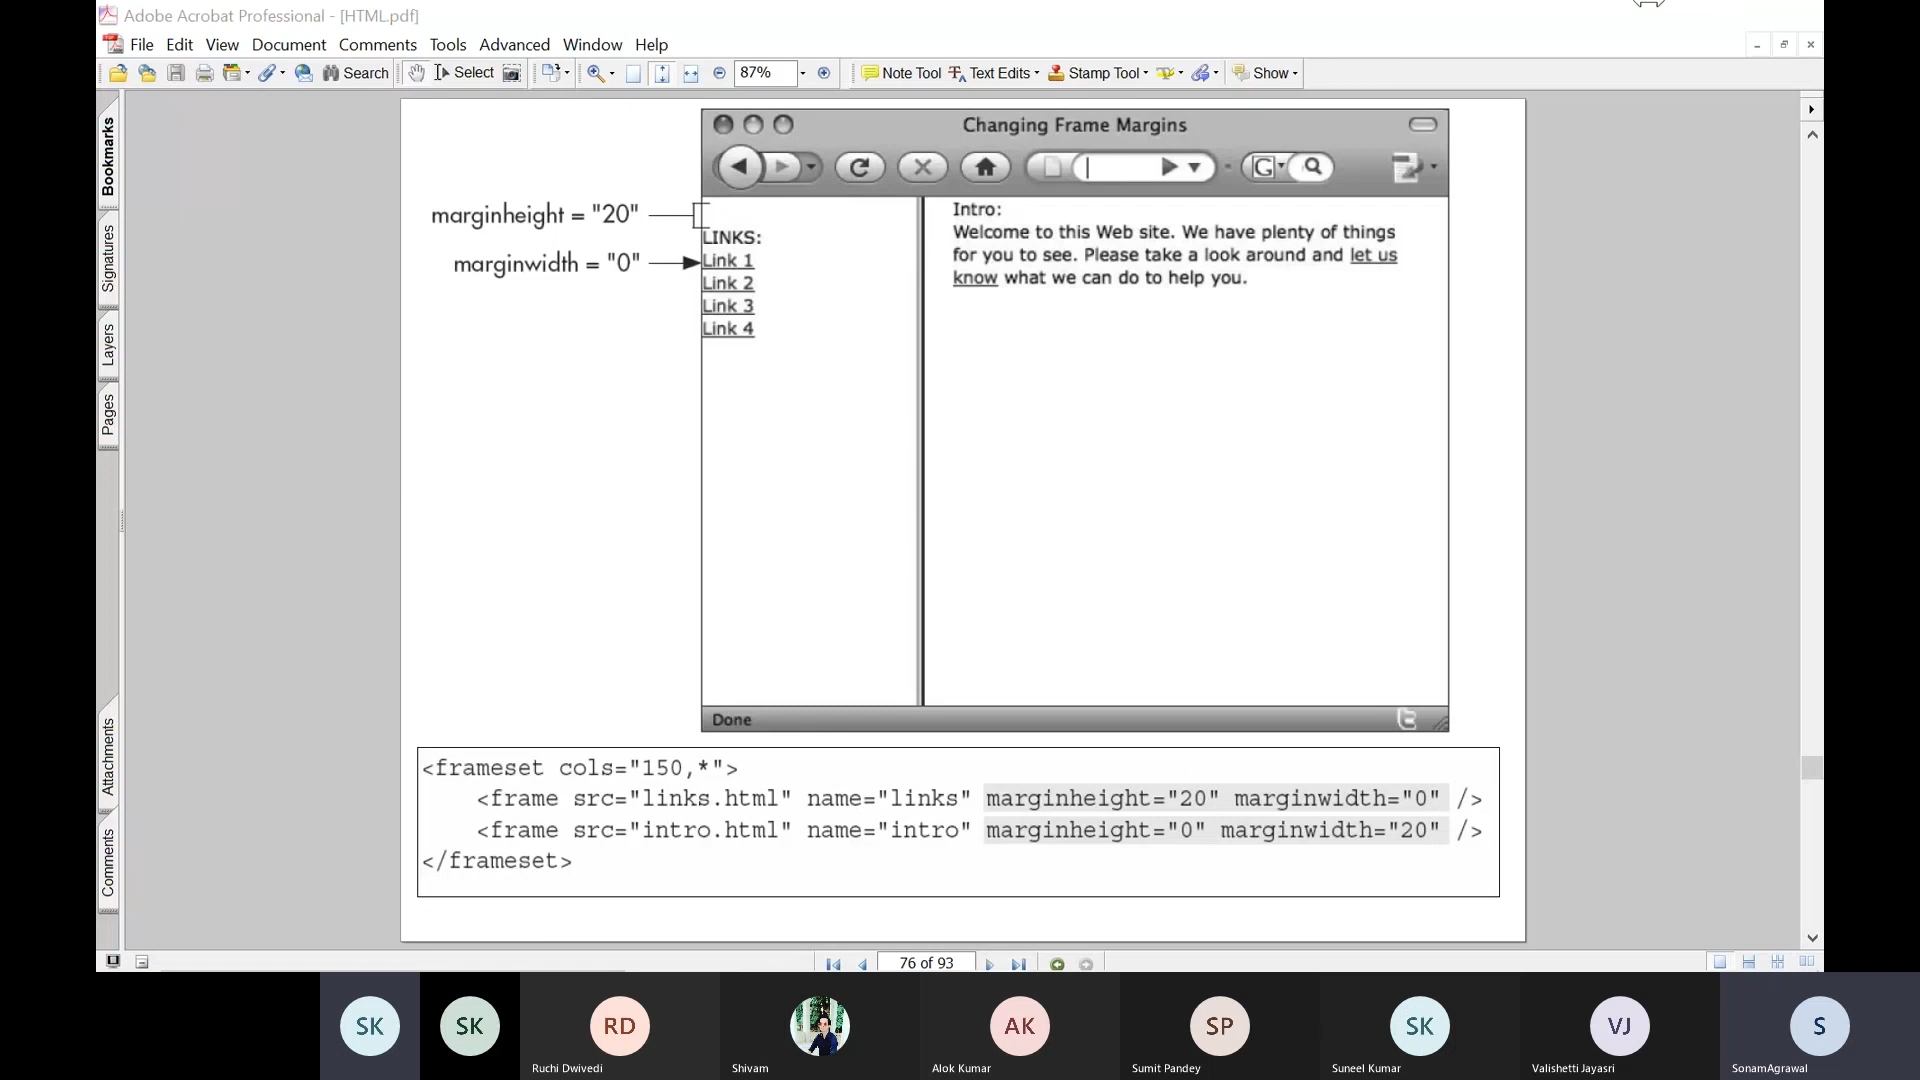 Adobe Acrobat Professional - [HTML.pdf]
File Edit View Document Comments Tools Advanced Window Help
Search Select 87% Note Tool Text Edits Stamp Tool Show
Bookmarks
Signatures
Layers
Pages
Attachments
Comments
Changing Frame Margins
G
marginheight = "20"
marginwidth = "0"
LINKS:
Link 1
Link 2
Link 3
Link 4
Intro:
Welcome to this Web site. We have plenty of things
for you to see. Please take a look around and let us
know what we can do to help you.
Done
<frameset cols="150,*">
<frame src="links.html" name="links" marginheight="20" marginwidth="0" />
<frame src="intro.html" name="intro" marginheight="0" marginwidth="20" />
</frameset>
76 of 93
SK SK RD AK SP SK VJ S
Ruchi Dwivedi Shivam Alok Kumar Sumit Pandey Suneel Kumar Valishetti Jayasri SonamAgrawal